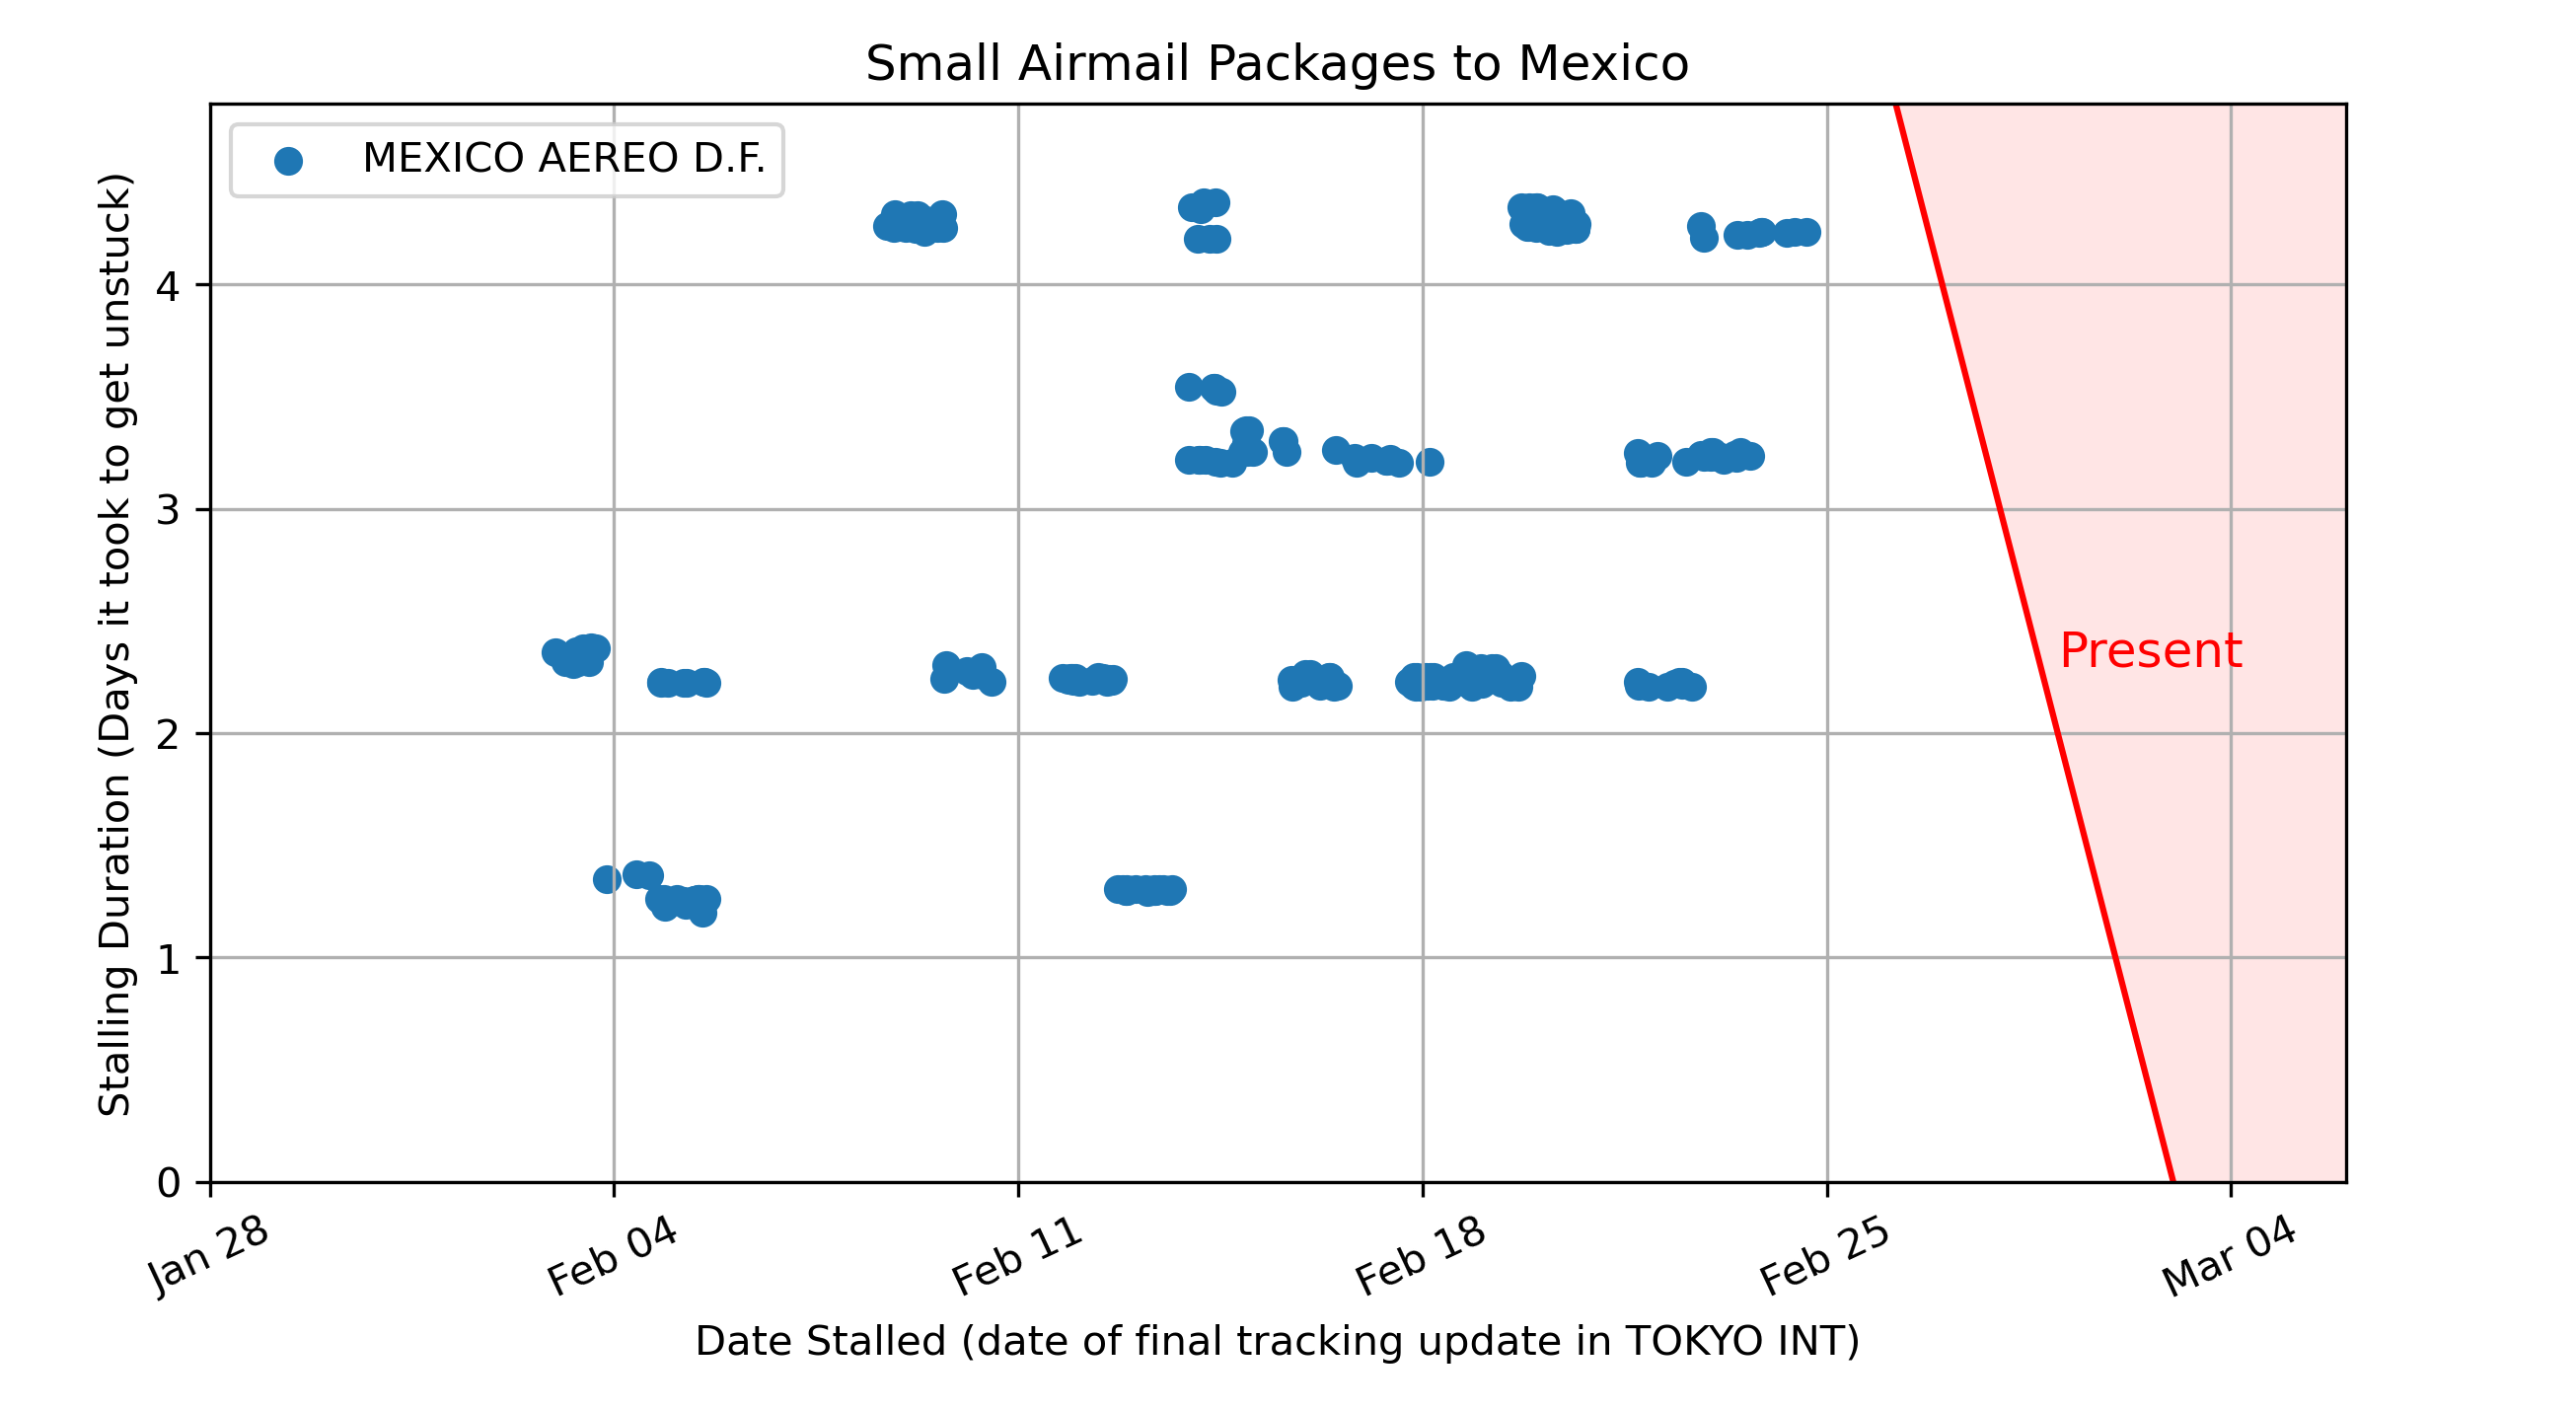 Small Airmail Packages to Mexico
MEXICO AEREO D.F.
Stalling Duration (Days it took to get unstuck)
4
3
2
1
0
Present
Jan 28
Feb 04
Feb 11
Feb 18
Feb 25
Mar 04
Date Stalled (date of final tracking update in TOKYO INT)